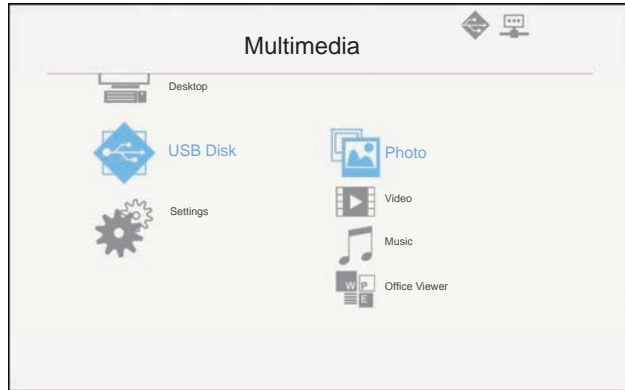 Multimedia
Desktop
USB Disk
Settings
Photo
Video
Music
W P
E
Office Viewer